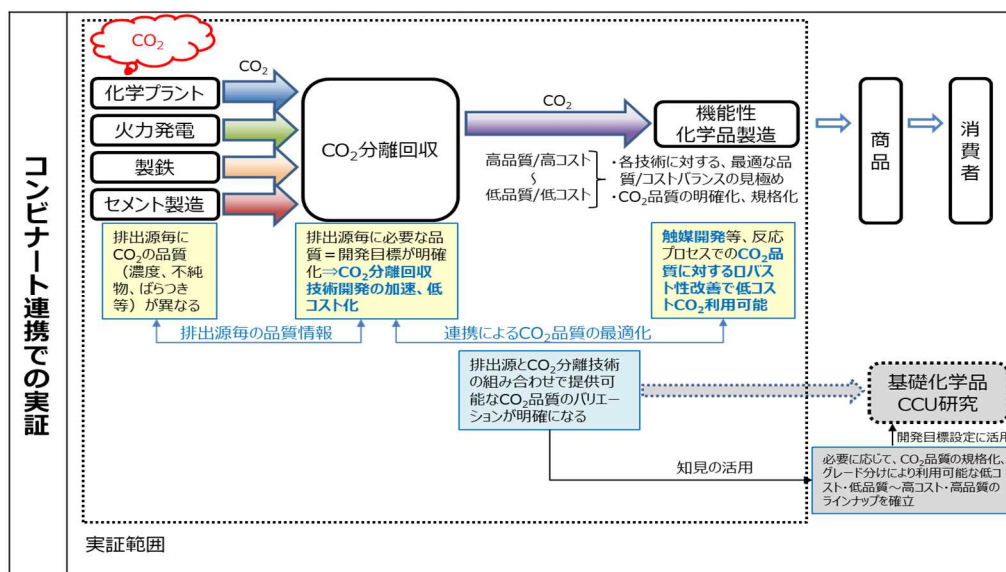 コンビナート連携での実証
CO2
化学プラント
火力発電
製鉄
セメント製造
CO2
CO2分離回収
CO2
機能性
化学品製造
商品
消費者
高品質/高コスト
～
低品質/低コスト
・各技術に対する、最適な品
質/コストバランスの見極め
・CO2品質の明確化、規格化
排出源毎に
CO2の品質
（濃度、不純
物、ばらつき
等）が異なる
排出源毎に必要な品
質＝開発目標が明確
化⇒CO2分離回収
技術開発の加速、低
コスト化
触媒開発等、反応
プロセスでのCO2品
質に対するロバス
ト性改善で低コス
トCO2利用可能
排出源毎の品質情報
連携によるCO2品質の最適化
排出源とCO2分離技術
の組み合わせで提供可
能なCO2品質のバリエー
ションが明確になる
基礎化学品
CCU研究
開発目標設定に活用
知見の活用
必要に応じて、CO2品質の規格化、
グレード分けにより利用可能な低コ
スト・低品質～高コスト・高品質の
ラインナップを確立
実証範囲